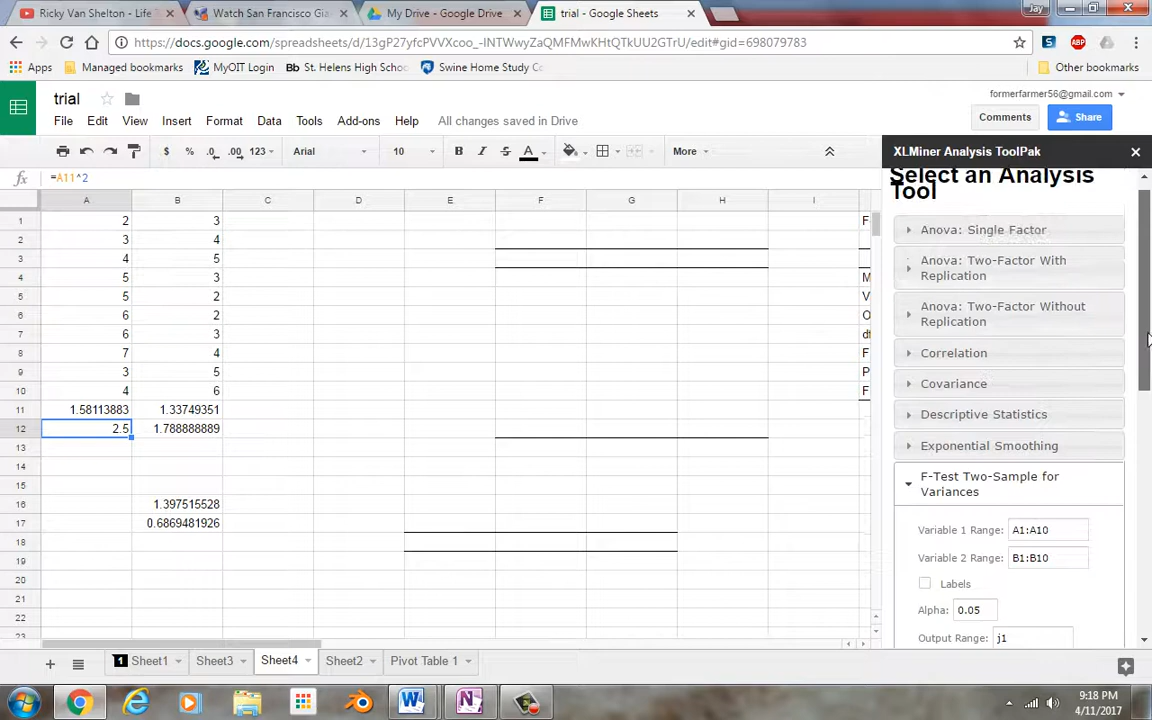 Ricky Van Shelton - Life T
Watch San Francisco Gia
My Drive - Google Drive
trial - Google Sheets
Jay
https://docs.google.com/spreadsheets/d/13gP27yfcPVVXcoo_-INTWwyZaQMFMwKHtQTkUU2GTrU/edit#gid=698079783
Apps
Managed bookmarks
MyOIT Login
Bb St. Helens High Schoo
Swine Home Study Co
Other bookmarks
trial
formerfarmer56@gmail.com
File Edit View Insert Format Data Tools Add-ons Help All changes saved in Drive
Comments
Share
$ % .0 .00 123 Arial 10 B I S A More
XLMiner Analysis ToolPak
fx =A11^2
Select an Analysis
Tool
A B C D E F G H I
1 2 3 F
2 3 4
3 4 5
4 5 3 M
5 5 2 V
6 6 2 O
7 6 3 df
8 7 4 F
9 3 5 P
10 4 6 F
11 1.58113883 1.33749351
12 2.5 1.788888889
13
14
15
16 1.397515528
17 0.6869481926
18
19
20
21
22
23
Anova: Single Factor
Anova: Two-Factor With
Replication
Anova: Two-Factor Without
Replication
Correlation
Covariance
Descriptive Statistics
Exponential Smoothing
F-Test Two-Sample for
Variances
Variable 1 Range: A1:A10
Variable 2 Range: B1:B10
Labels
Alpha: 0.05
Output Range: j1
1 Sheet1 Sheet3 Sheet4 Sheet2 Pivot Table 1
9:18 PM
4/11/2017